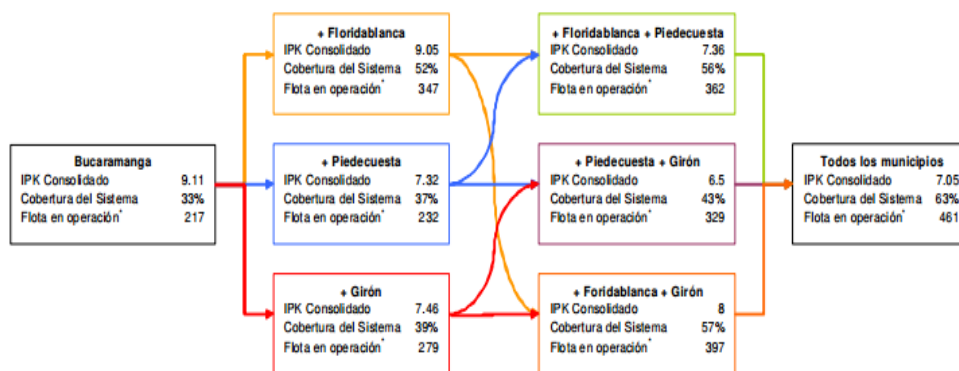 + Floridablanca
IPK Consolidado 9.05
Cobertura del Sistema 52%
Flota en operación* 347
+ Floridablanca + Piedecuesta
IPK Consolidado 7.36
Cobertura del Sistema 56%
Flota en operación* 362
Bucaramanga
IPK Consolidado 9.11
Cobertura del Sistema 33%
Flota en operación* 217
+ Piedecuesta
IPK Consolidado 7.32
Cobertura del Sistema 37%
Flota en operación* 232
+ Piedecuesta + Girón
IPK Consolidado 6.5
Cobertura del Sistema 43%
Flota en operación* 329
Todos los municipios
IPK Consolidado 7.05
Cobertura del Sistema 63%
Flota en operación* 461
+ Girón
IPK Consolidado 7.46
Cobertura del Sistema 39%
Flota en operación* 279
+ Foridablanca + Girón
IPK Consolidado 8
Cobertura del Sistema 57%
Flota en operación* 397